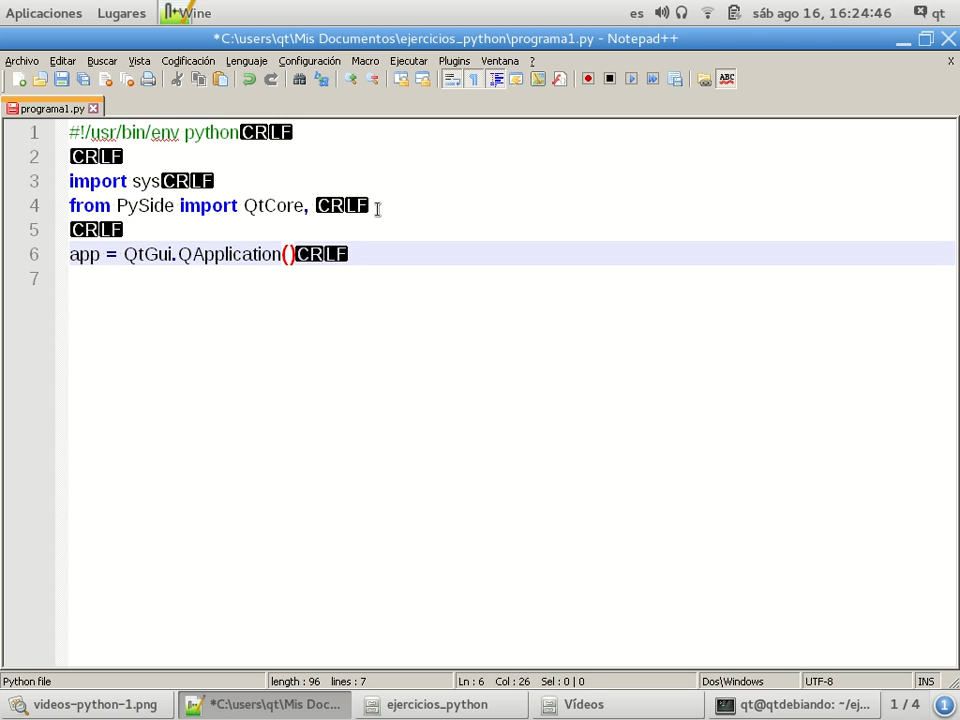 Aplicaciones Lugares Wine es sáb ago 16, 16:24:46 qt
*C:\users\qt\Mis Documentos\ejercicios_python\programa1.py - Notepad++
Archivo Editar Buscar Vista Codificación Lenguaje Configuración Macro Ejecutar Plugins Ventana ? X
ABC
programa1.py
1 #!/usr/bin/env pythonCRLF
2 CRLF
3 import sysCRLF
4 from PySide import QtCore, CRLF
5 CRLF
6 app = QtGui.QApplication()CRLF
7
Python file length : 96 lines : 7 Ln : 6 Col : 26 Sel : 0 | 0 Dos\Windows UTF-8 INS
videos-python-1.png *C:\users\qt\Mis Doc... ejercicios_python Vídeos qt@qtdebiando: ~/ej... 1 / 4 1